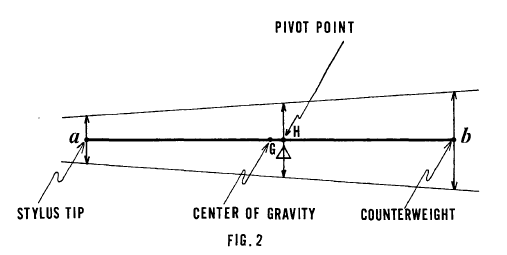 PIVOT POINT
a
G
H
b
STYLUS TIP
CENTER OF GRAVITY
COUNTERWEIGHT
FIG. 2